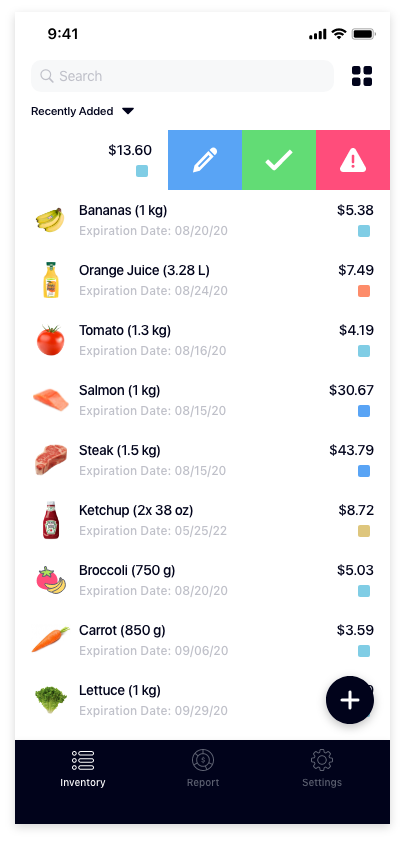 9:41
Search
Recently Added
$13.60
Bananas (1 kg) $5.38
Expiration Date: 08/20/20
Orange Juice (3.28 L) $7.49
Expiration Date: 08/24/20
Tomato (1.3 kg) $4.19
Expiration Date: 08/16/20
Salmon (1 kg) $30.67
Expiration Date: 08/15/20
Steak (1.5 kg) $43.79
Expiration Date: 08/15/20
Ketchup (2x 38 oz) $8.72
Expiration Date: 05/25/22
Broccoli (750 g) $5.03
Expiration Date: 08/20/20
Carrot (850 g) $3.59
Expiration Date: 09/06/20
Lettuce (1 kg)
Expiration Date: 09/29/20
Inventory Report Settings